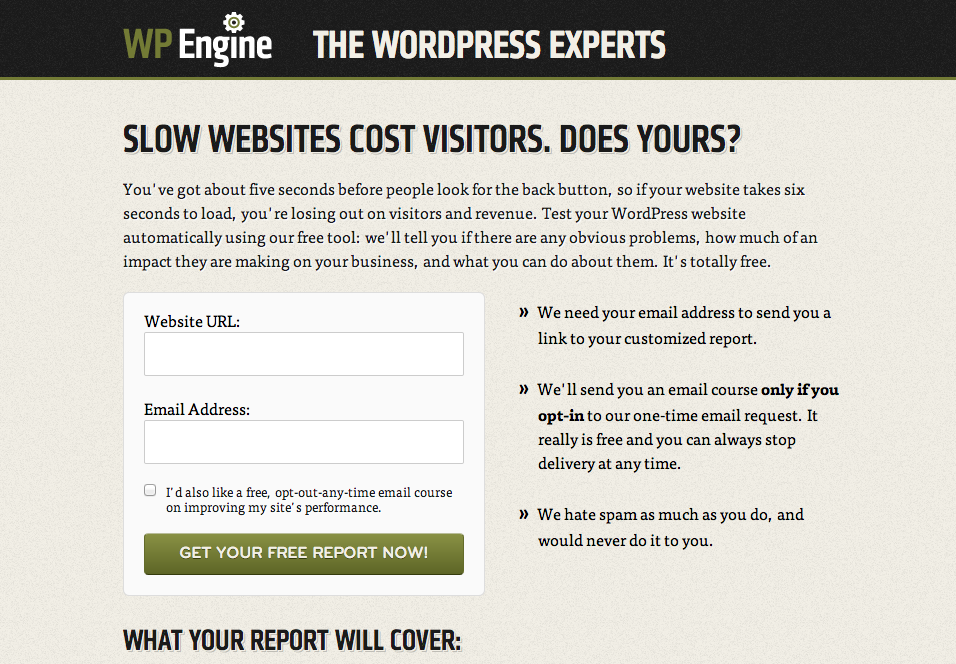 WP Engine THE WORDPRESS EXPERTS
SLOW WEBSITES COST VISITORS. DOES YOURS?
You've got about five seconds before people look for the back button, so if your website takes six
seconds to load, you're losing out on visitors and revenue. Test your WordPress website
automatically using our free tool: we'll tell you if there are any obvious problems, how much of an
impact they are making on your business, and what you can do about them. It's totally free.
Website URL:
Email Address:
I'd also like a free, opt-out-any-time email course
on improving my site's performance.
GET YOUR FREE REPORT NOW!
» We need your email address to send you a
link to your customized report.
» We'll send you an email course only if you
opt-in to our one-time email request. It
really is free and you can always stop
delivery at any time.
» We hate spam as much as you do, and
would never do it to you.
WHAT YOUR REPORT WILL COVER: